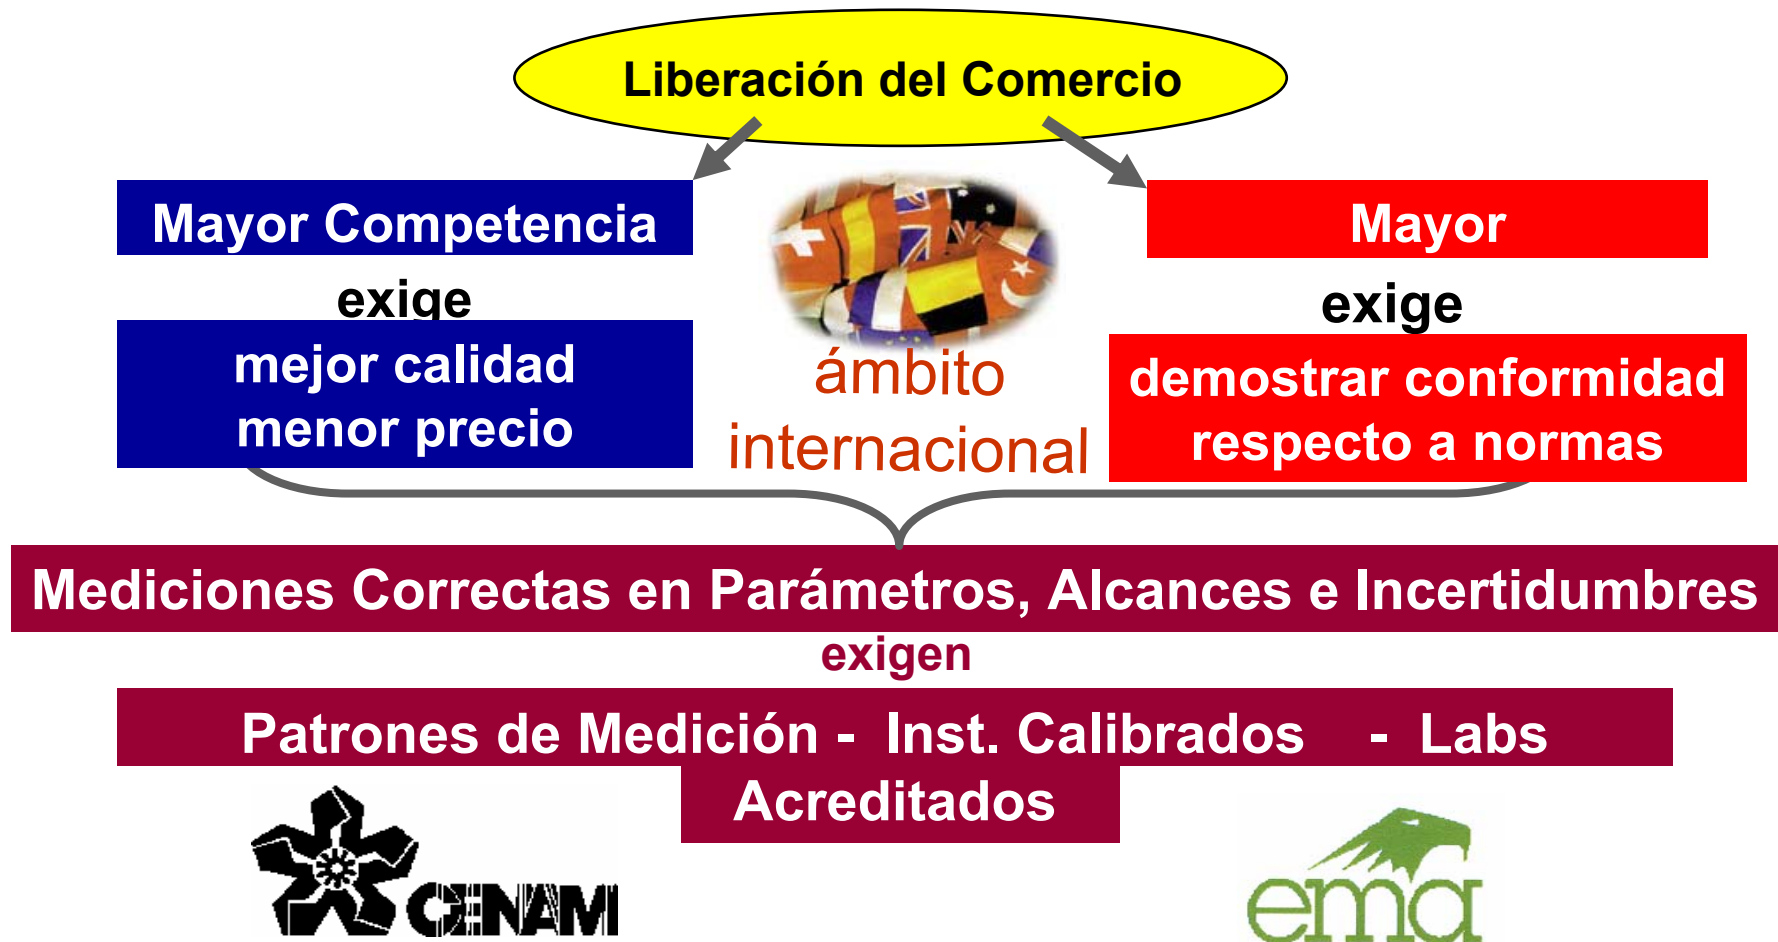 Liberación del Comercio
Mayor Competencia
exige
mejor calidad
menor precio
ámbito
internacional
Mayor
exige
demostrar conformidad
respecto a normas
Mediciones Correctas en Parámetros, Alcances e Incertidumbres
exigen
Patrones de Medición - Inst. Calibrados - Labs
Acreditados
CENAM
ema